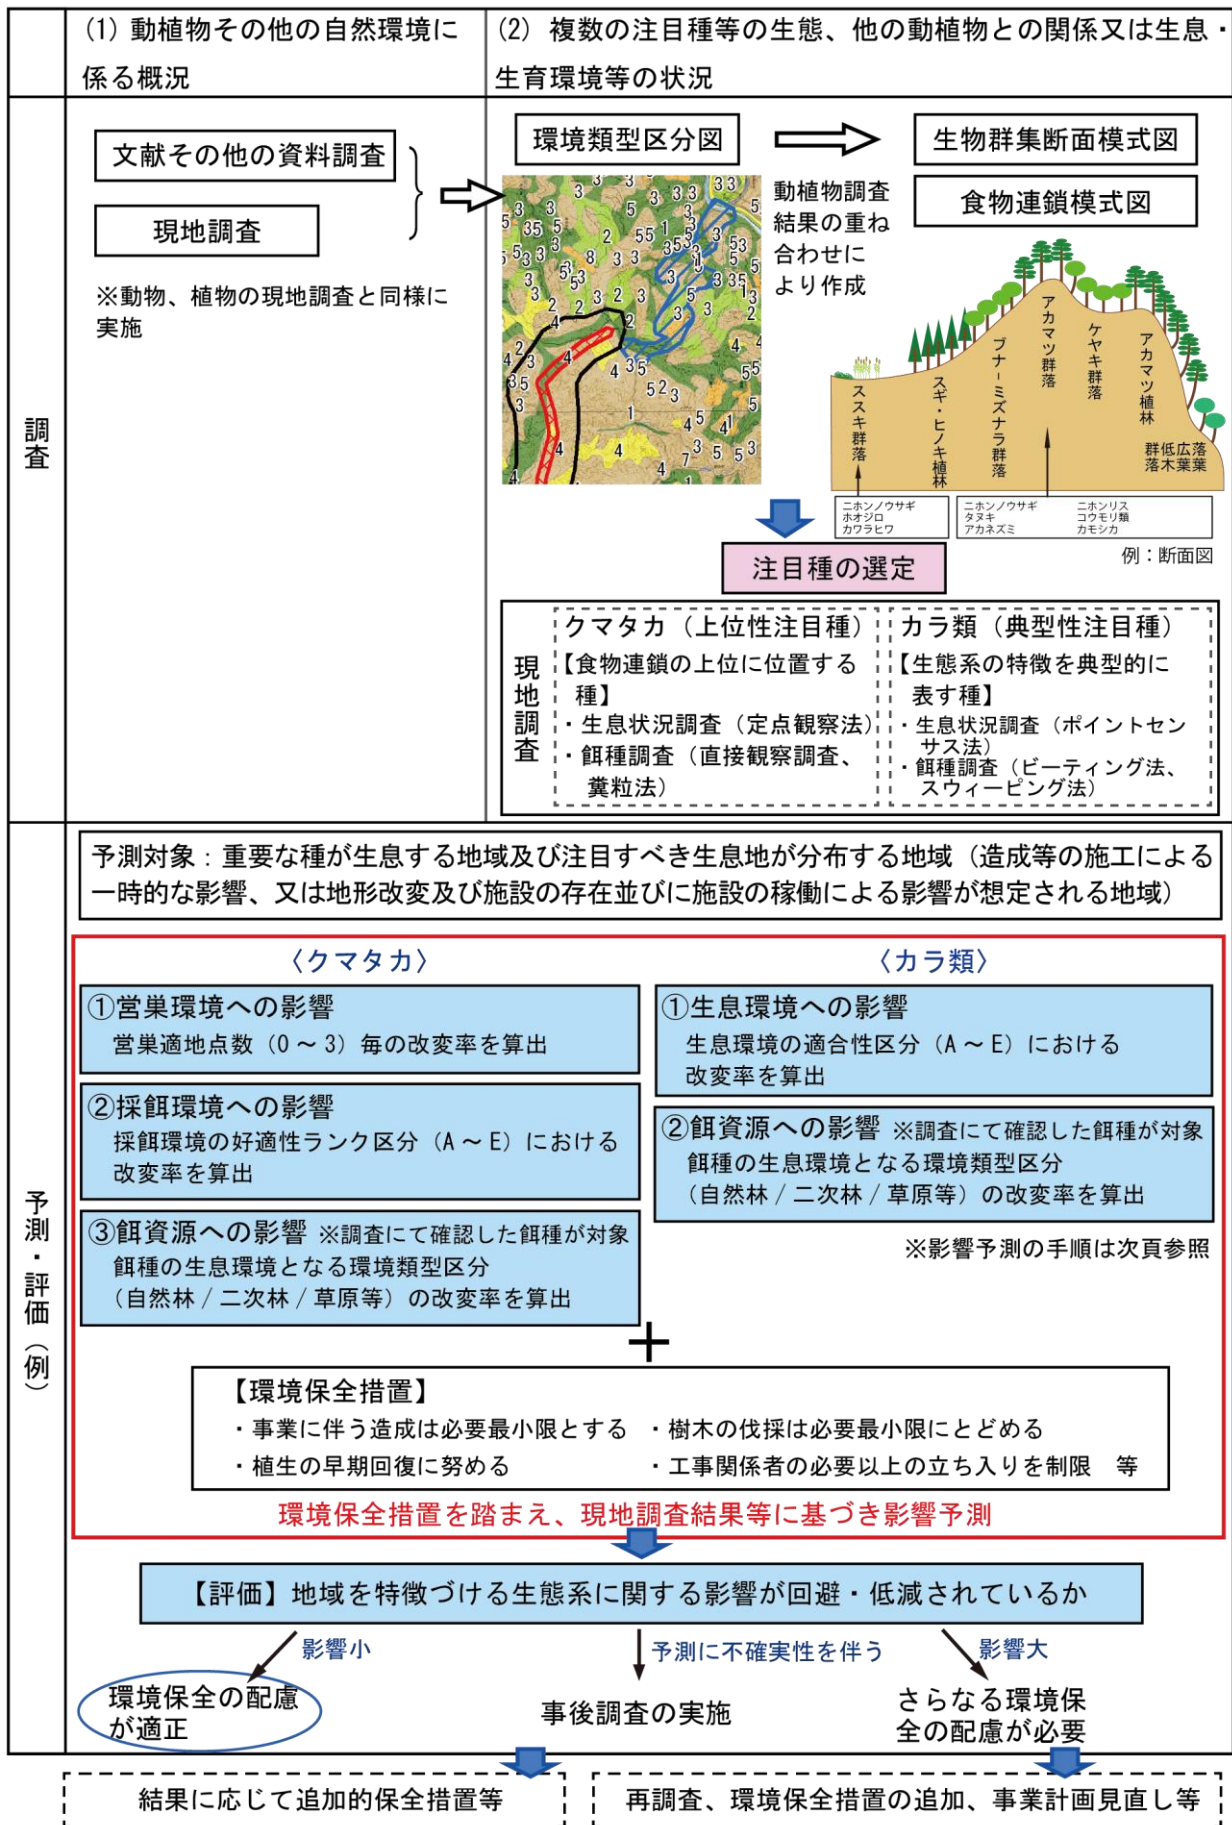 (1) 動植物その他の自然環境に
係る概況
(2) 複数の注目種等の生態、他の動植物との関係又は生息・
生育環境等の状況
調査
文献その他の資料調査
現地調査
※動物、植物の現地調査と同様に
実施
環境類型区分図
動植物調査
結果の重ね
合わせに
より作成
生物群集断面模式図
食物連鎖模式図
ススキ群落
スギ・ヒノキ植林
ブナ－ミズナラ群落
アカマツ群落
ケヤキ群落
アカマツ植林
落葉広葉低木群落
ニホンノウサギ
ホオジロ
カワラヒワ
ニホンノウサギ
タヌキ
アカネズミ
ニホンリス
コウモリ類
カモシカ
例：断面図
注目種の選定
現地調査
クマタカ（上位性注目種）
【食物連鎖の上位に位置する
種】
・生息状況調査（定点観察法）
・餌種調査（直接観察調査、
糞粒法）
カラ類（典型性注目種）
【生態系の特徴を典型的に
表す種】
・生息状況調査（ポイントセン
サス法）
・餌種調査（ビーティング法、
スウィーピング法）
予測・評価（例）
予測対象：重要な種が生息する地域及び注目すべき生息地が分布する地域（造成等の施工による
一時的な影響、又は地形改変及び施設の存在並びに施設の稼働による影響が想定される地域）
〈クマタカ〉
①営巣環境への影響
営巣適地点数（0～3）毎の改変率を算出
②採餌環境への影響
採餌環境の好適性ランク区分（A～E）における
改変率を算出
③餌資源への影響 ※調査にて確認した餌種が対象
餌種の生息環境となる環境類型区分
（自然林/二次林/草原等）の改変率を算出
〈カラ類〉
①生息環境への影響
生息環境の適合性区分（A～E）における
改変率を算出
②餌資源への影響 ※調査にて確認した餌種が対象
餌種の生息環境となる環境類型区分
（自然林/二次林/草原等）の改変率を算出
※影響予測の手順は次頁参照
＋
【環境保全措置】
・事業に伴う造成は必要最小限とする ・樹木の伐採は必要最小限にとどめる
・植生の早期回復に努める ・工事関係者の必要以上の立ち入りを制限 等
環境保全措置を踏まえ、現地調査結果等に基づき影響予測
【評価】地域を特徴づける生態系に関する影響が回避・低減されているか
影響小
予測に不確実性を伴う
影響大
環境保全の配慮
が適正
事後調査の実施
さらなる環境保
全の配慮が必要
結果に応じて追加的保全措置等
再調査、環境保全措置の追加、事業計画見直し等